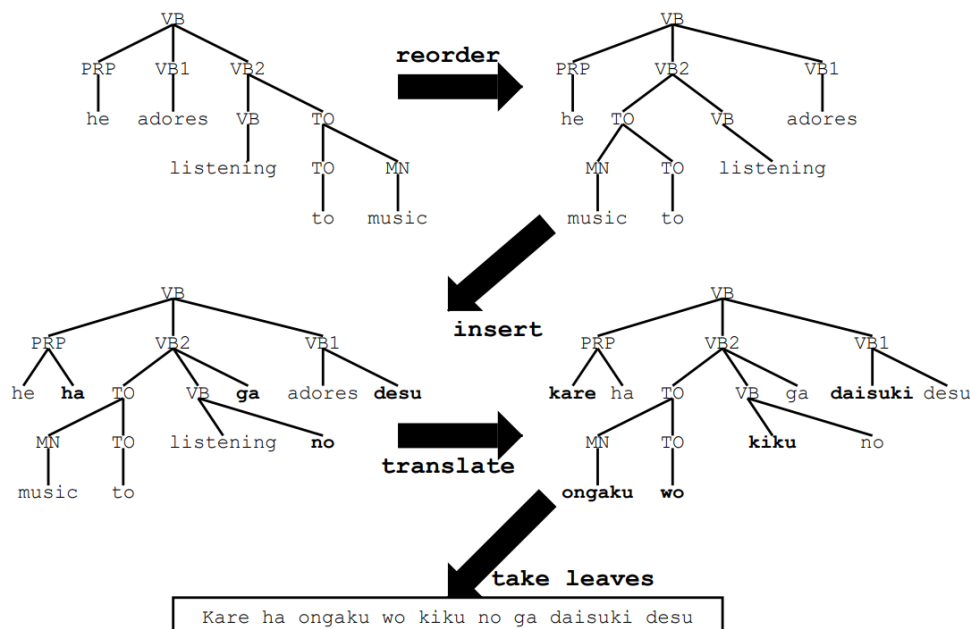 VB VB
reorder
PRP VB1 VB2 PRP VB2 VB1
he adores VB TO he TO VB adores
listening TO MN MN TO listening
to music music to
VB VB
insert
PRP VB2 VB1 PRP VB2 VB1
he ha TO VB ga adores desu kare ha TO VB ga daisuki desu
MN TO listening no MN TO kiku no
translate
music to ongaku wo
take leaves
Kare ha ongaku wo kiku no ga daisuki desu